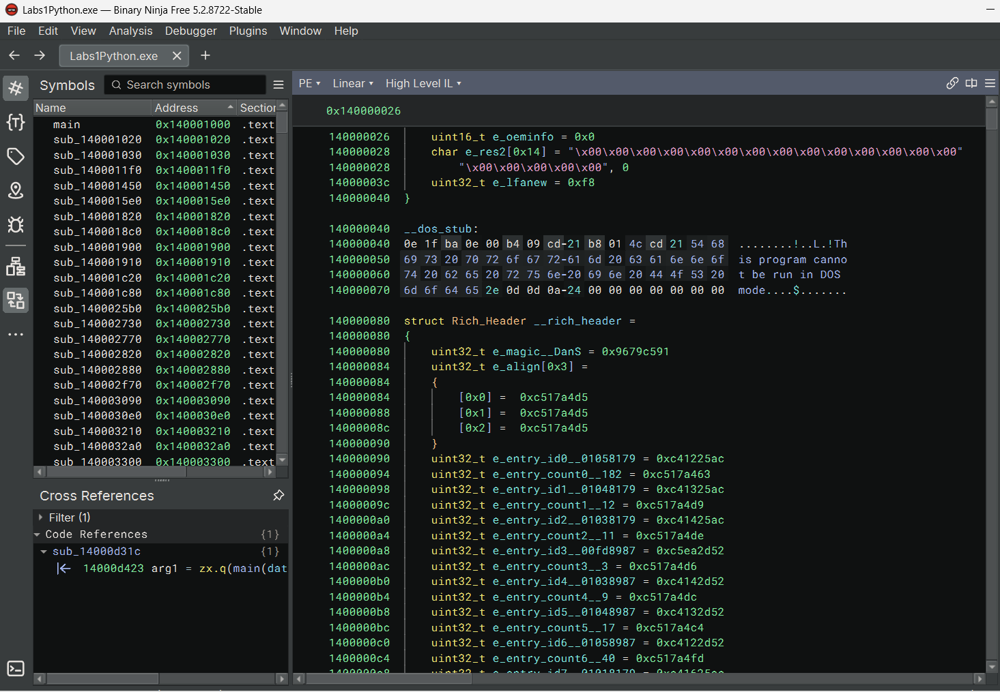 Labs1Python.exe — Binary Ninja Free 5.2.8722-Stable
File Edit View Analysis Debugger Plugins Window Help
Labs1Python.exe
Symbols
Search symbols
Name Address Section
main 0x140001000 .text
sub_140001020 0x140001020 .text
sub_140001030 0x140001030 .text
sub_1400011f0 0x1400011f0 .text
sub_140001450 0x140001450 .text
sub_1400015e0 0x1400015e0 .text
sub_140001820 0x140001820 .text
sub_1400018c0 0x1400018c0 .text
sub_140001900 0x140001900 .text
sub_140001910 0x140001910 .text
sub_140001c20 0x140001c20 .text
sub_140001c80 0x140001c80 .text
sub_1400025b0 0x1400025b0 .text
sub_140002730 0x140002730 .text
sub_140002770 0x140002770 .text
sub_140002820 0x140002820 .text
sub_140002880 0x140002880 .text
sub_140002f70 0x140002f70 .text
sub_140003090 0x140003090 .text
sub_1400030e0 0x1400030e0 .text
sub_140003210 0x140003210 .text
sub_1400032a0 0x1400032a0 .text
sub_140003300 0x140003300 .text
Cross References
Filter (1)
Code References {1}
sub_14000d31c {1}
14000d423 arg1 = zx.q(main(dat
PE Linear High Level IL
0x140000026
140000026 uint16_t e_oeminfo = 0x0
140000028 char e_res2[0x14] = "\x00\x00\x00\x00\x00\x00\x00\x00\x00\x00\x00\x00\x00\x00"
140000028 "\x00\x00\x00\x00\x00", 0
14000003c uint32_t e_lfanew = 0xf8
140000040 }
140000040 __dos_stub:
140000040 0e 1f ba 0e 00 b4 09 cd-21 b8 01 4c cd 21 54 68 ........!..L.!Th
140000050 69 73 20 70 72 6f 67 72-61 6d 20 63 61 6e 6e 6f is program canno
140000060 74 20 62 65 20 72 75 6e-20 69 6e 20 44 4f 53 20 t be run in DOS
140000070 6d 6f 64 65 2e 0d 0d 0a-24 00 00 00 00 00 00 00 mode....$.......
140000080 struct Rich_Header __rich_header =
140000080 {
140000080 uint32_t e_magic__DanS = 0x9679c591
140000084 uint32_t e_align[0x3] =
140000084 {
140000084 [0x0] = 0xc517a4d5
140000088 [0x1] = 0xc517a4d5
14000008c [0x2] = 0xc517a4d5
140000090 }
140000090 uint32_t e_entry_id0__01058179 = 0xc41225ac
140000094 uint32_t e_entry_count0__182 = 0xc517a463
140000098 uint32_t e_entry_id1__01048179 = 0xc41325ac
14000009c uint32_t e_entry_count1__12 = 0xc517a4d9
1400000a0 uint32_t e_entry_id2__01038179 = 0xc41425ac
1400000a4 uint32_t e_entry_count2__11 = 0xc517a4de
1400000a8 uint32_t e_entry_id3__00fd8987 = 0xc5ea2d52
1400000ac uint32_t e_entry_count3__3 = 0xc517a4d6
1400000b0 uint32_t e_entry_id4__01038987 = 0xc4142d52
1400000b4 uint32_t e_entry_count4__9 = 0xc517a4dc
1400000b8 uint32_t e_entry_id5__01048987 = 0xc4132d52
1400000bc uint32_t e_entry_count5__17 = 0xc517a4c4
1400000c0 uint32_t e_entry_id6__01058987 = 0xc4122d52
1400000c4 uint32_t e_entry_count6__40 = 0xc517a4fd
1400000c8 uint32_t e_entry_id7__01018179 = 0xc41625ac